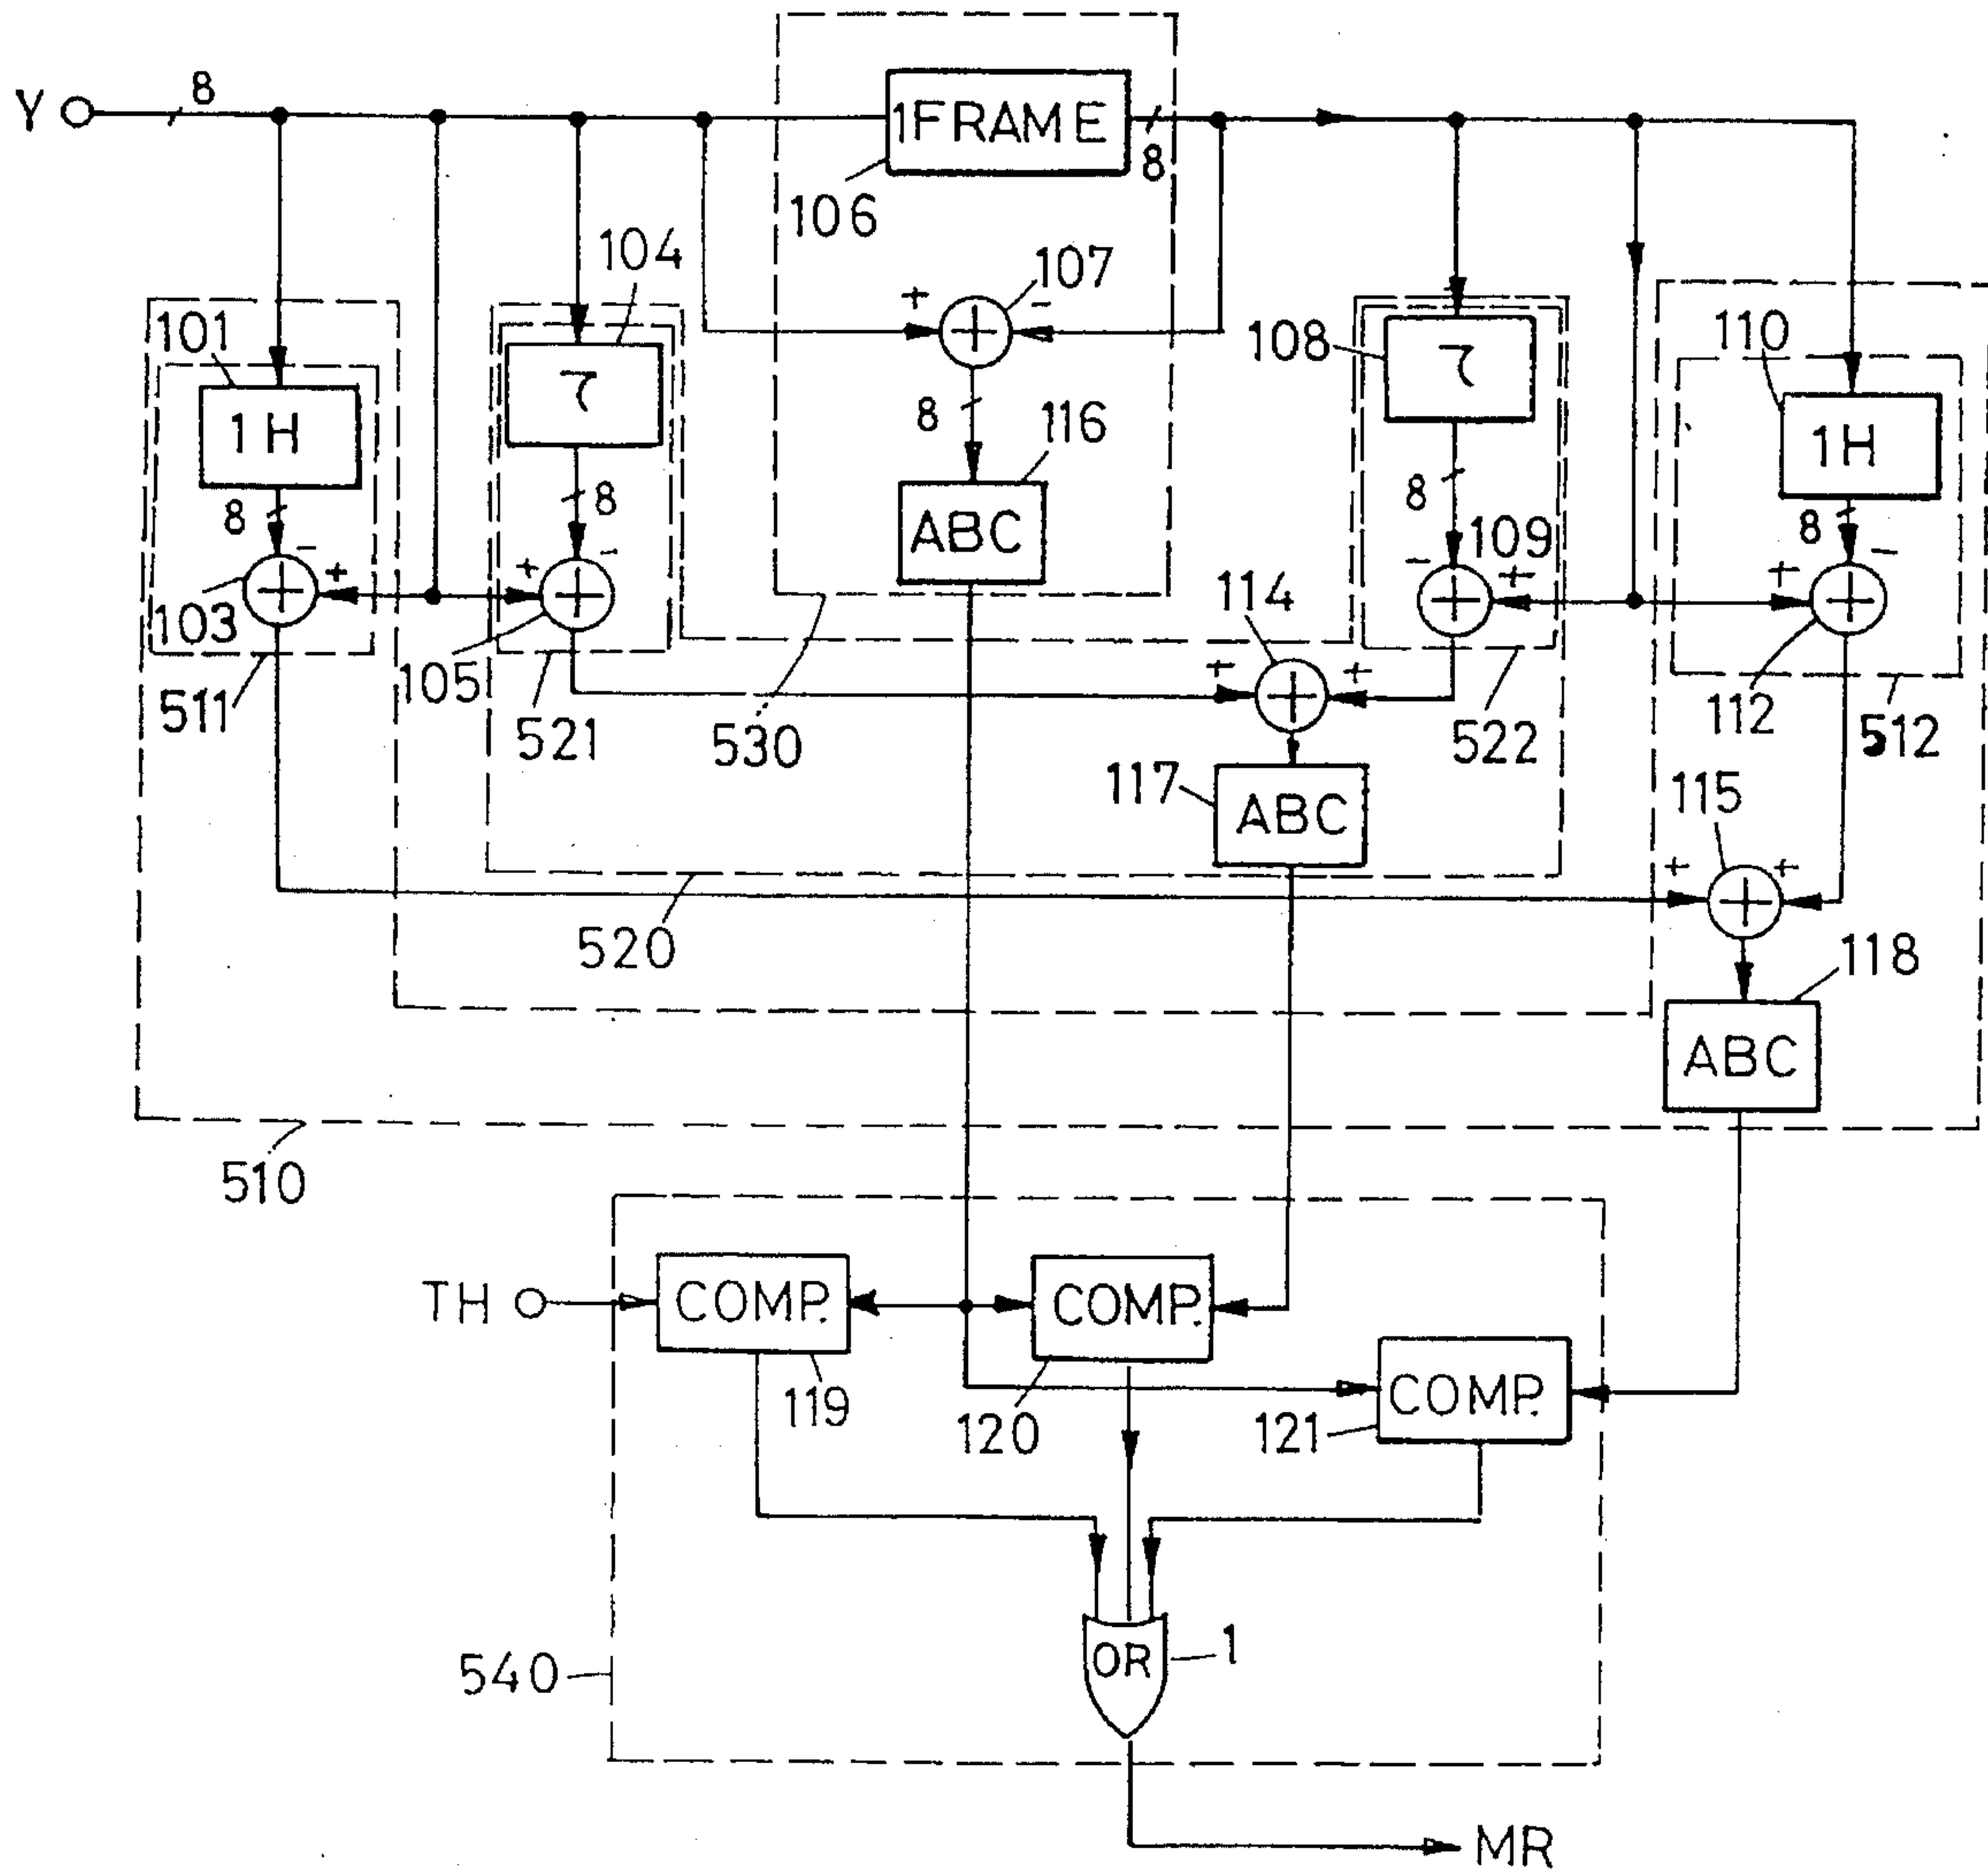 Y 8
1FRAME
8
106
104
107
+ -
101
108
110
τ
τ
1H
116
1H
8
8
8
8
8
ABC
109
- + + - 
- + + -
103
114
105
+ +
511
521
530
522
112
512
117
ABC
115
+ +
520
118
ABC
510
TH
COMP.
COMP.
COMP.
119
120
121
OR
1
540
MR